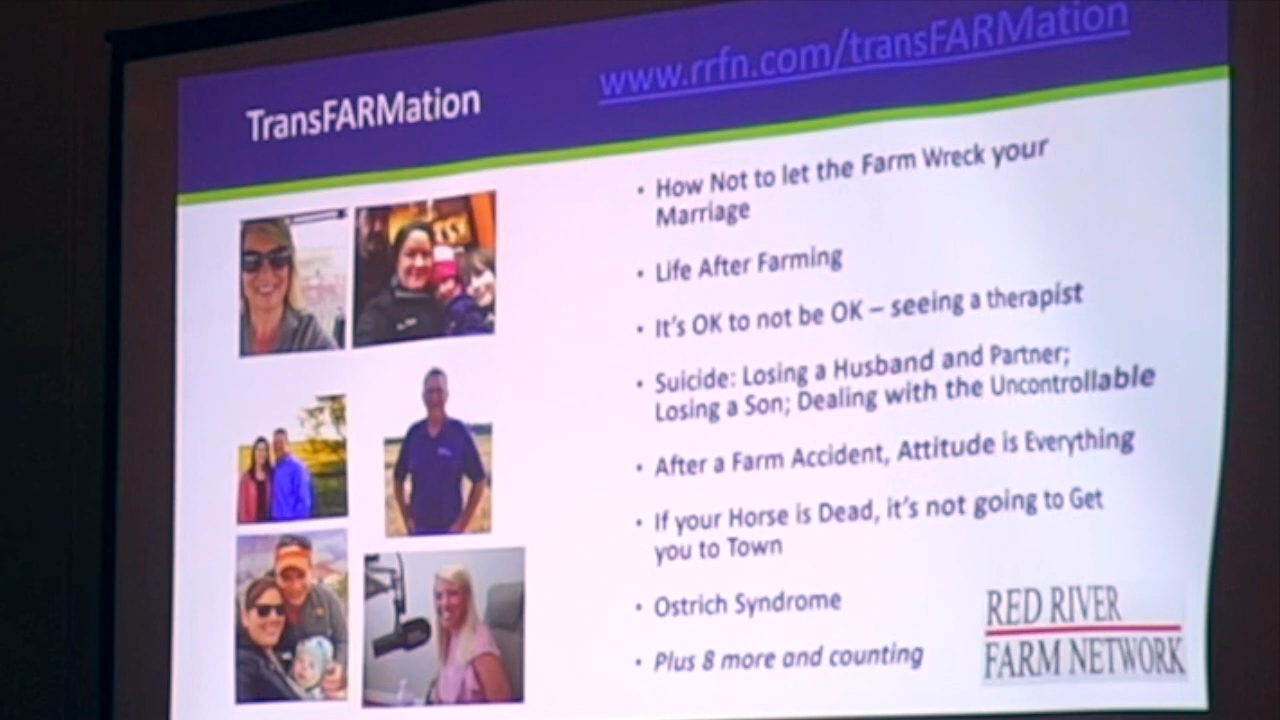 TransFARMation
www.rrfn.com/transFARMation
• How Not to let the Farm Wreck your
Marriage
• Life After Farming
• It's OK to not be OK – seeing a therapist
• Suicide: Losing a Husband and Partner;
Losing a Son; Dealing with the Uncontrollable
• After a Farm Accident, Attitude is Everything
• If your Horse is Dead, it's not going to Get
you to Town
• Ostrich Syndrome
• Plus 8 more and counting
RED RIVER
FARM NETWORK